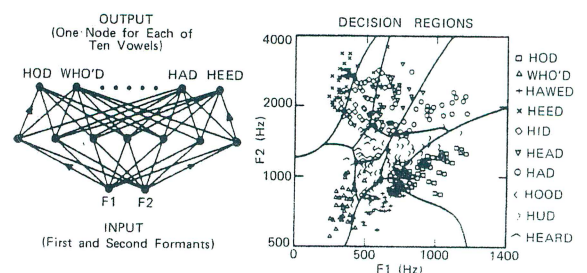 OUTPUT
(One Node for Each of
Ten Vowels)
HOD WHO'D HAD HEED
F1 F2
INPUT
(First and Second Formants)
DECISION REGIONS
4000
2000
1000
500
F2 (Hz)
0 500 1000 1400
F1 (Hz)
HOD
WHO'D
HAWED
HEED
HID
HEAD
HAD
HOOD
HUD
HEARD